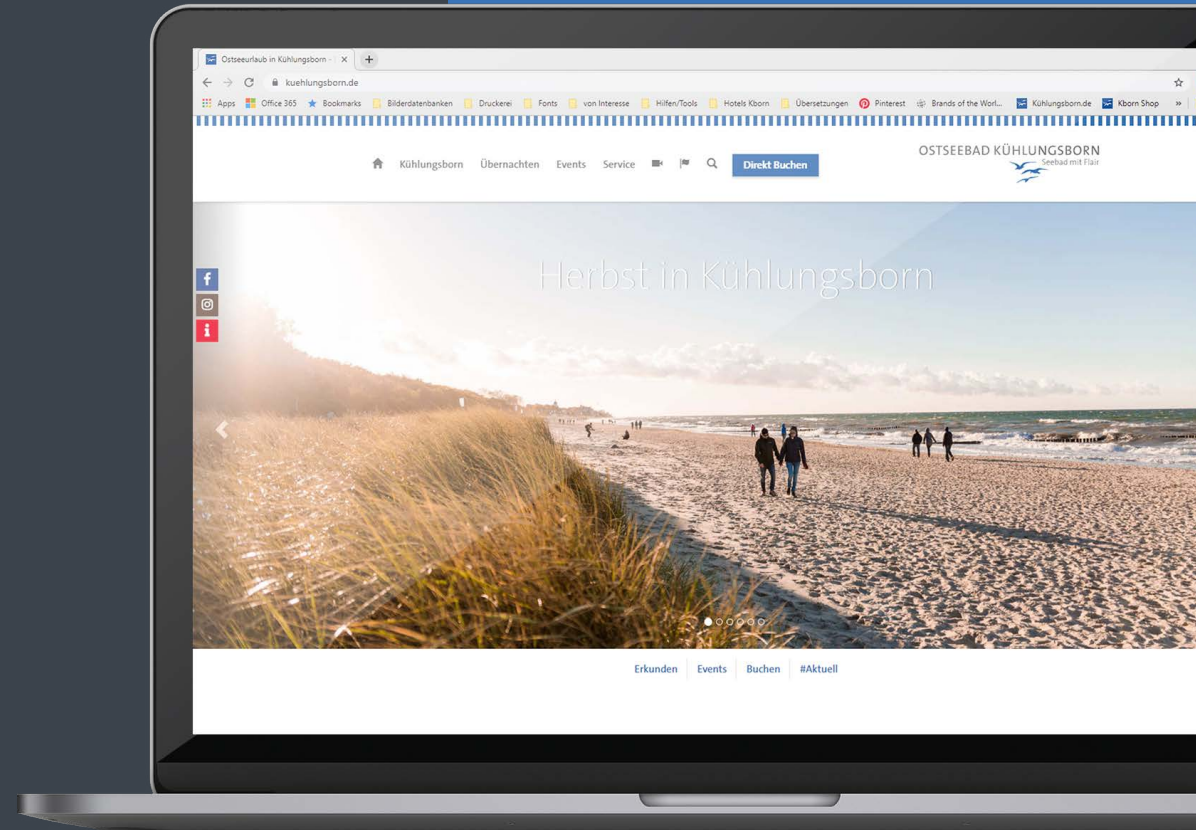 Ostseeurlaub in Kühlungsborn -
kuehlungsborn.de
Apps Office 365 Bookmarks Bilderdatenbanken Druckerei Fonts von Interesse Hilfen/Tools Hotels Kborn Übersetzungen Pinterest Brands of the Worl... Kühlungsborn.de Kborn Shop »
Kühlungsborn Übernachten Events Service Direkt Buchen
OSTSEEBAD KÜHLUNGSBORN
Seebad mit Flair
Herbst in Kühlungsborn
Erkunden Events Buchen #Aktuell